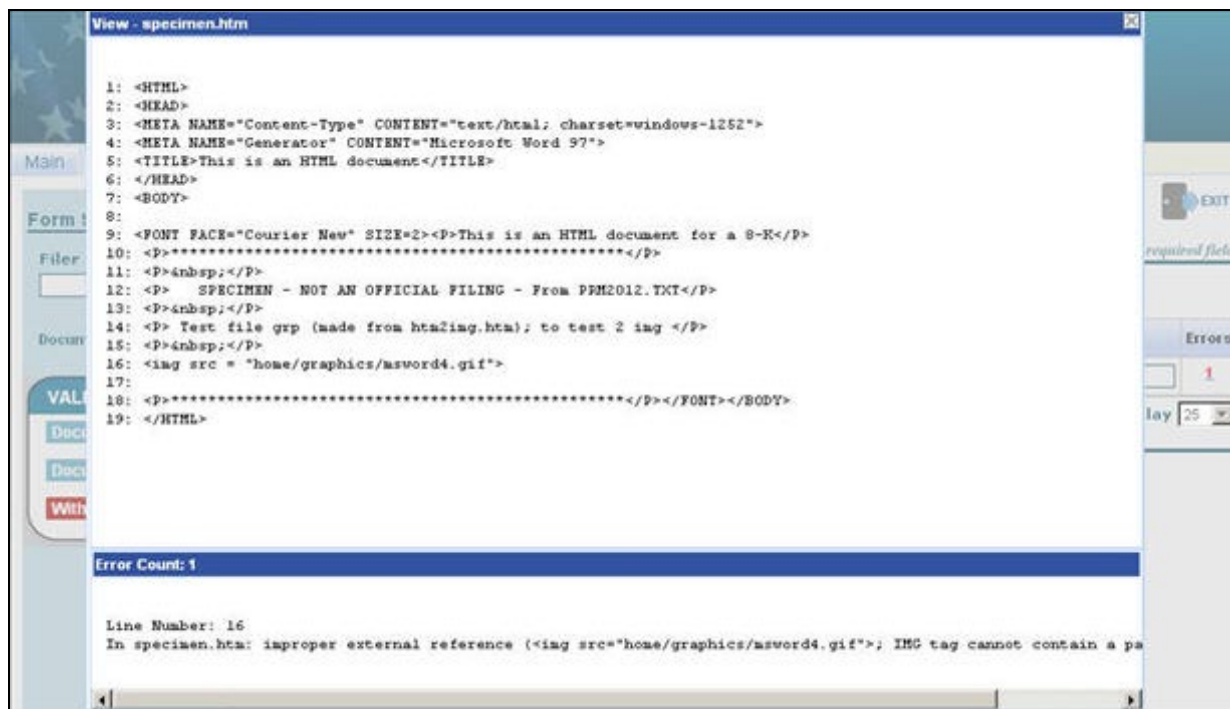 View - specimen.htm
1: <HTML>
2: <HEAD>
3: <META NAME="Content-Type" CONTENT="text/html; charset=windows-1252">
4: <META NAME="Generator" CONTENT="Microsoft Word 97">
5: <TITLE>This is an HTML document</TITLE>
6: </HEAD>
7: <BODY>
8:
9: <FONT FACE="Courier New" SIZE=2><P>This is an HTML document for a 8-K</P>
10: <P>*************************************************</P>
11: <P>&nbsp;</P>
12: <P>   SPECIMEN - NOT AN OFFICIAL FILING - From PRM2012.TXT</P>
13: <P>&nbsp;</P>
14: <P> Test file grp (made from htm2img.htm); to test 2 img </P>
15: <P>&nbsp;</P>
16: <img src = "home/graphics/msword4.gif">
17:
18: <P>*************************************************</P></FONT></BODY>
19: </HTML>
Main
Form
Filer
Docum
VAL
Doc
Doc
With
EXIT
required
Errors
1
lay 25
Error Count: 1
Line Number: 16
In specimen.htm: improper external reference (<img src="home/graphics/msword4.gif">; IMG tag cannot contain a pa